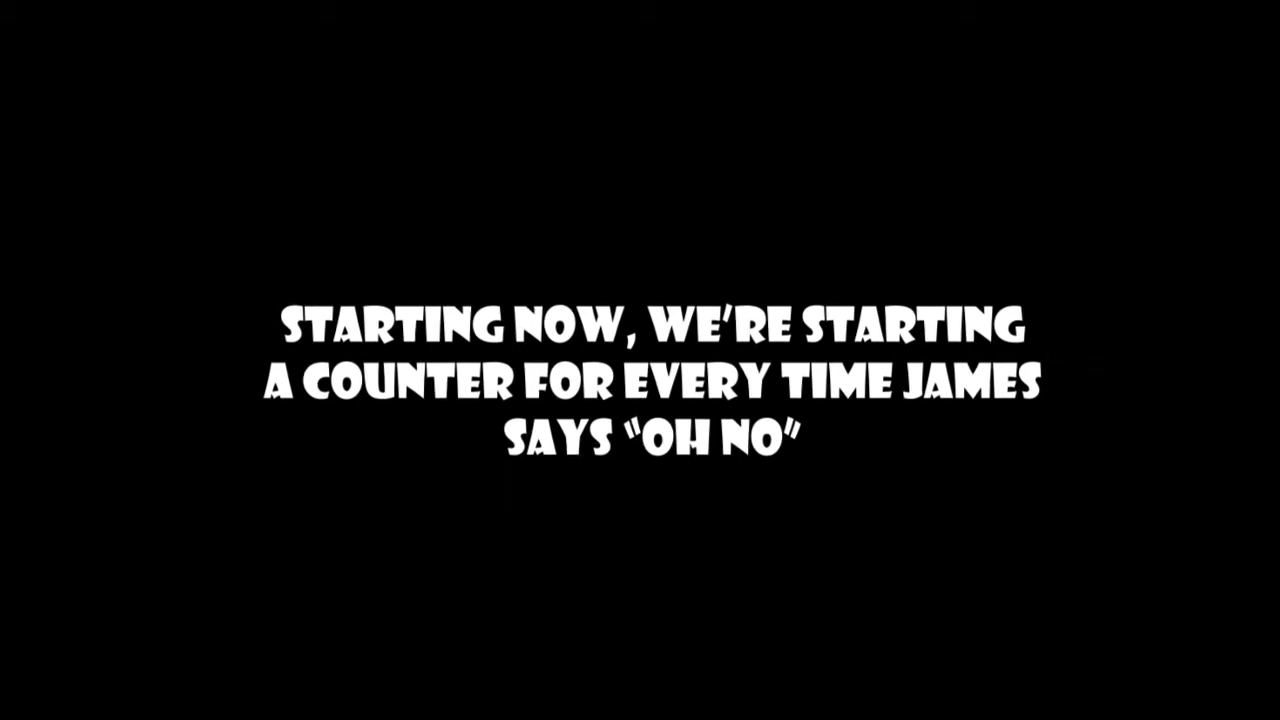 STARTING NOW, WE'RE STARTING
A COUNTER FOR EVERY TIME JAMES
SAYS "OH NO"